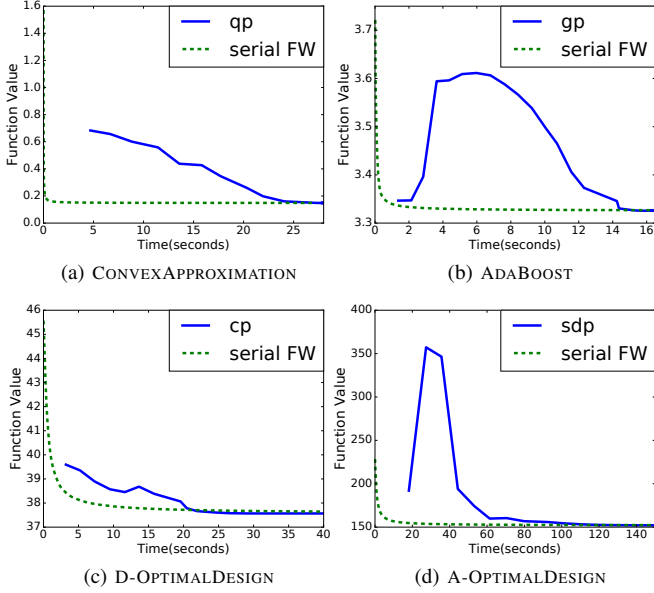 1.6
1.4
1.2
1.0
0.8
0.6
0.4
0.2
0.0
Function Value
qp
serial FW
0 5 10 15 20 25
Time(seconds)
(a) CONVEXAPPROXIMATION
3.7
3.6
3.5
3.4
3.3
Function Value
gp
serial FW
0 2 4 6 8 10 12 14 16
Time(seconds)
(b) ADABOOST
46
45
44
43
42
41
40
39
38
37
Function Value
cp
serial FW
0 5 10 15 20 25 30 35 40
Time(seconds)
(c) D-OPTIMALDESIGN
400
350
300
250
200
150
Function Value
sdp
serial FW
0 20 40 60 80 100 120 140
Time(seconds)
(d) A-OPTIMALDESIGN